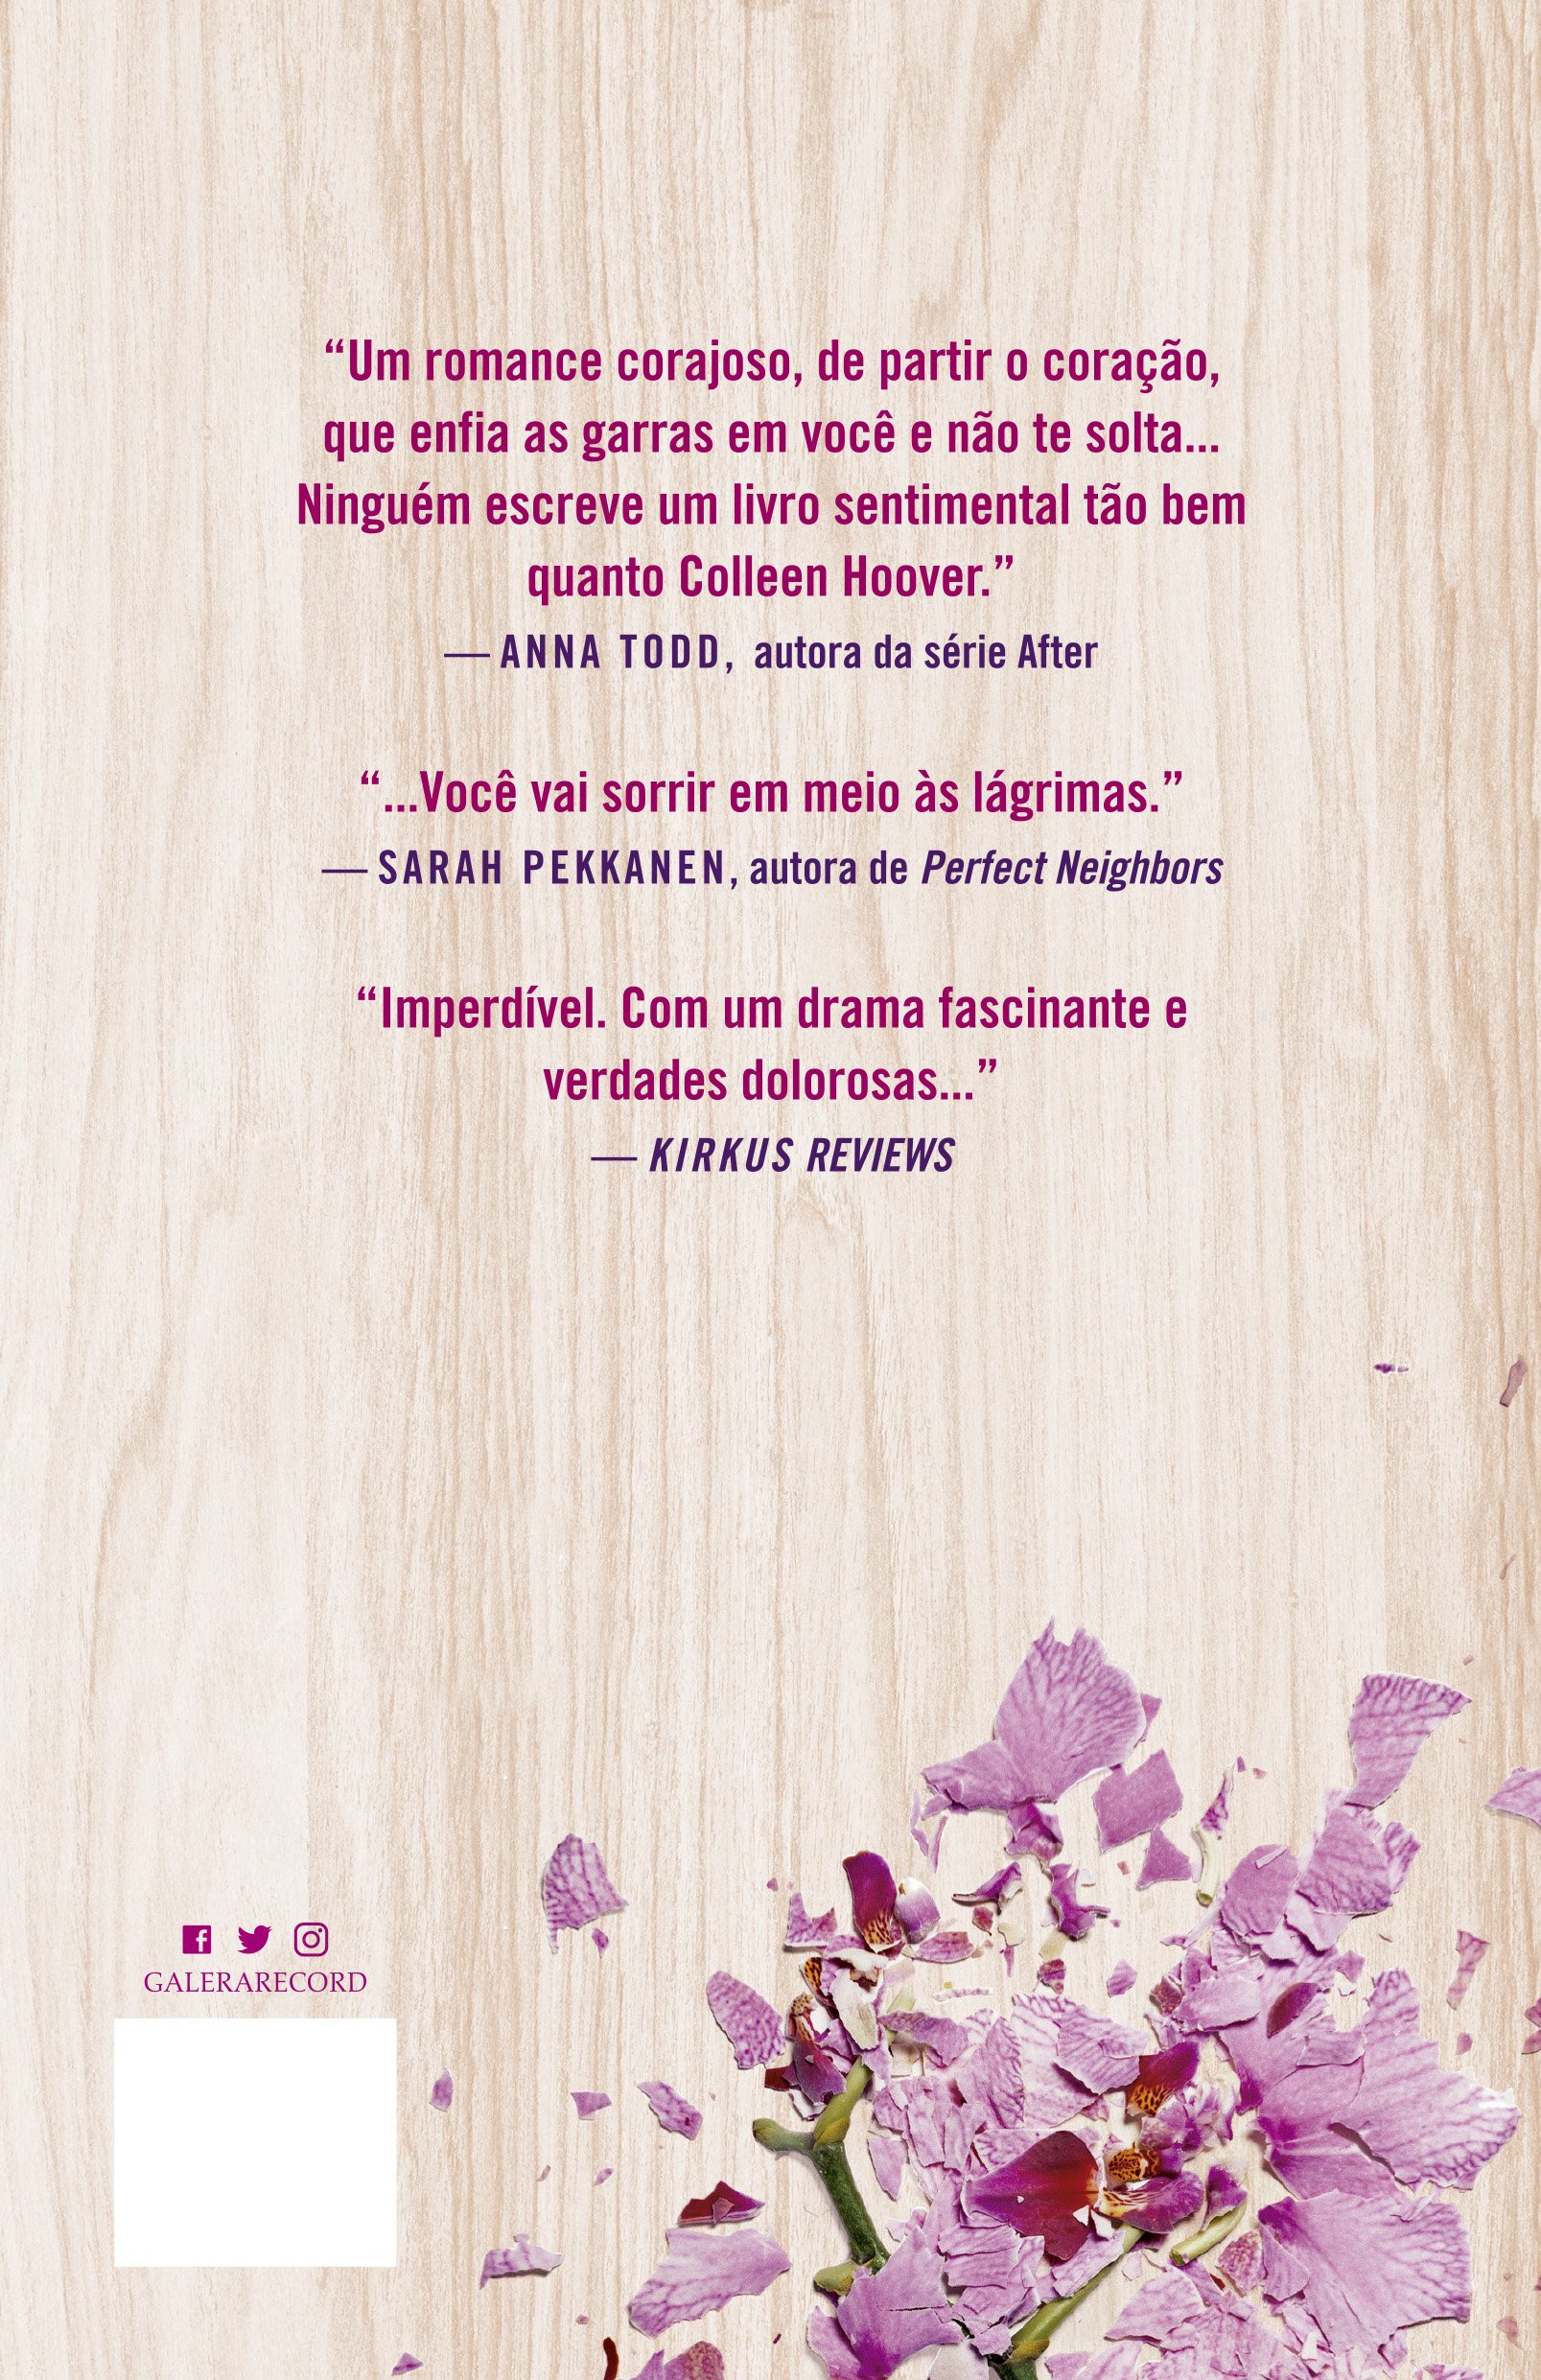 “Um romance corajoso, de partir o coração,
que enfia as garras em você e não te solta...
Ninguém escreve um livro sentimental tão bem
quanto Colleen Hoover.”
— ANNA TODD, autora da série After
“...Você vai sorrir em meio às lágrimas.”
— SARAH PEKKANEN, autora de Perfect Neighbors
“Imperdível. Com um drama fascinante e
verdades dolorosas...”
— KIRKUS REVIEWS
GALERARECORD